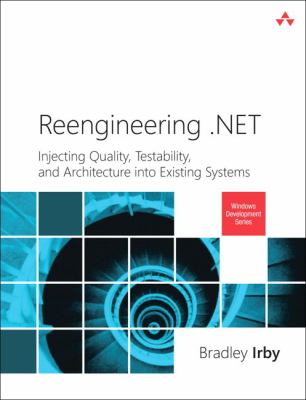 Reengineering .NET
Injecting Quality, Testability,
and Architecture into Existing Systems
Windows
Development
Series
Bradley Irby